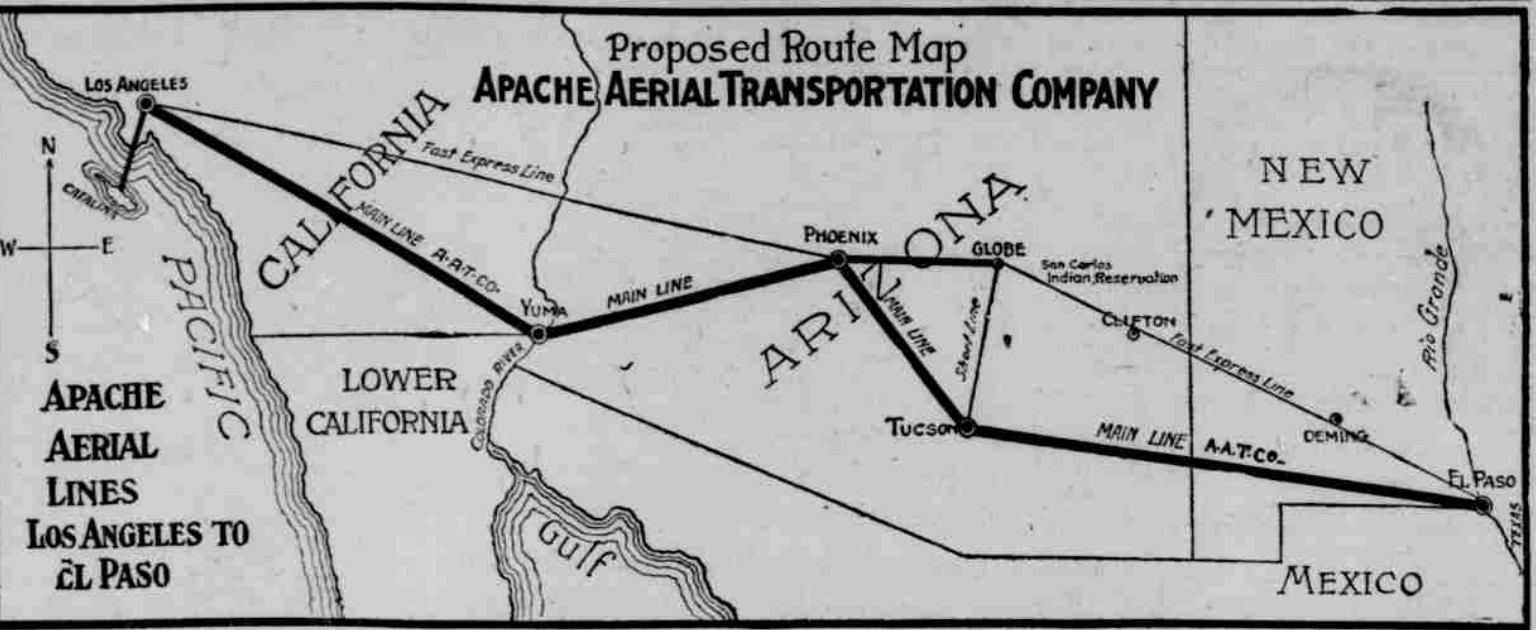 Proposed Route Map
APACHE AERIAL TRANSPORTATION COMPANY
LOS ANGELES
CALIFORNIA
Fast Express Line
N
W
E
S
CATALINA
PACIFIC
MAIN LINE A.A.T.CO.
YUMA
MAIN LINE
PHOENIX
GLOBE
ARIZONA
San Carlos
Indian Reservation
NEW
MEXICO
MAIN LINE
Short Line
CLIFTON
Fast Express Line
Rio Grande
DEMING
LOWER
CALIFORNIA
COLORADO RIVER
TUCSON
MAIN LINE A.A.T.CO.
EL PASO
TEXAS
Gulf
MEXICO
APACHE
AERIAL
LINES
LOS ANGELES TO
EL PASO